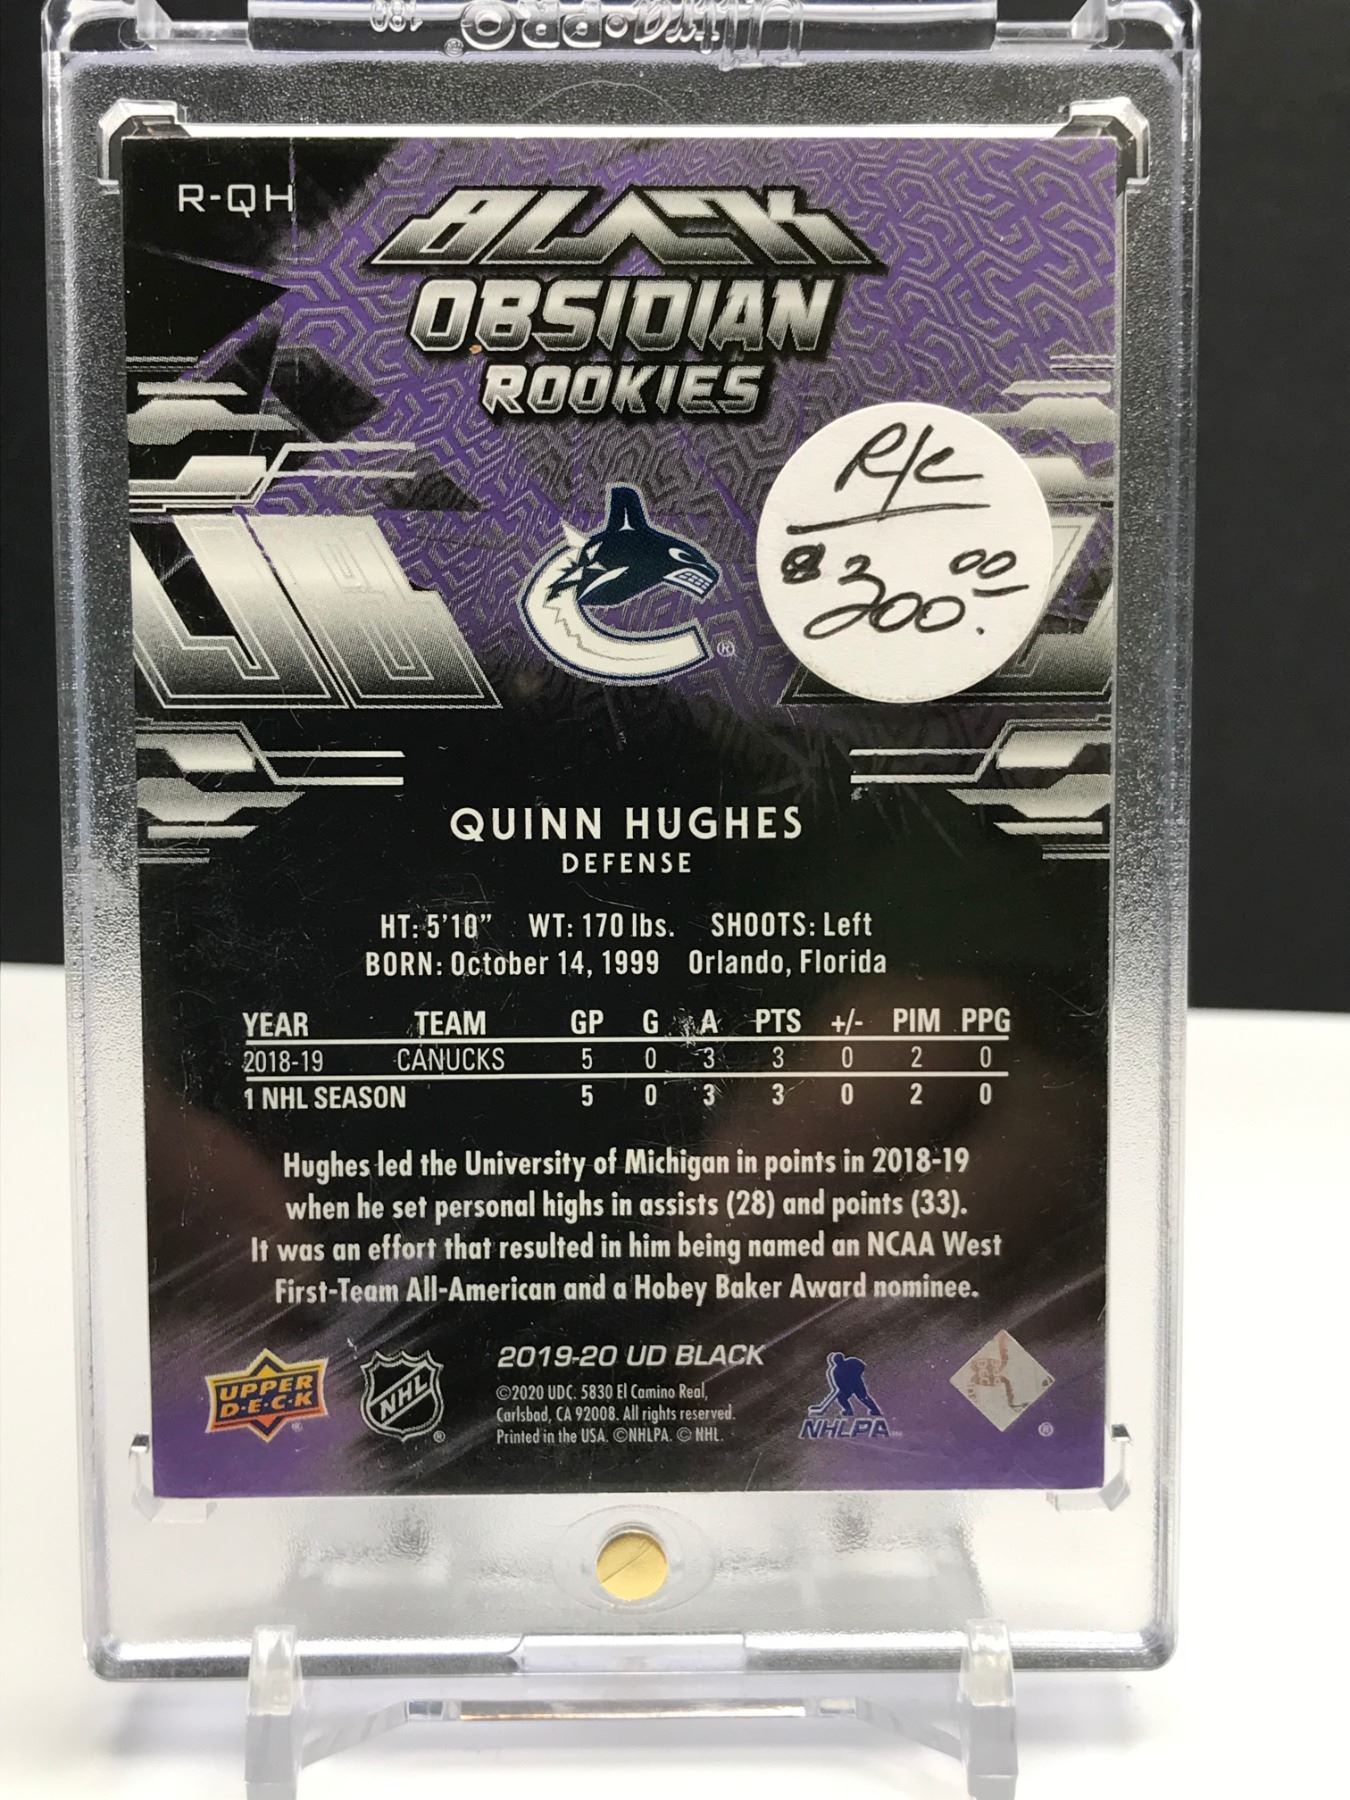 ULTRA•PRO®
180
R-QH
BLACK
OBSIDIAN
ROOKIES
R/C
$200.00
®
QUINN HUGHES
DEFENSE
HT: 5'10" WT: 170 lbs. SHOOTS: Left
BORN: October 14, 1999 Orlando, Florida
YEAR TEAM GP G A PTS +/- PIM PPG
2018-19 CANUCKS 5 0 3 3 0 2 0
1 NHL SEASON 5 0 3 3 0 2 0
Hughes led the University of Michigan in points in 2018-19
when he set personal highs in assists (28) and points (33).
It was an effort that resulted in him being named an NCAA West
First-Team All-American and a Hobey Baker Award nominee.
2019-20 UD BLACK
©2020 UDC. 5830 El Camino Real,
Carlsbad, CA 92008. All rights reserved.
Printed in the USA. ©NHLPA. © NHL.
UPPER
D•E•C•K
®
NHL
®
NHLPA
®